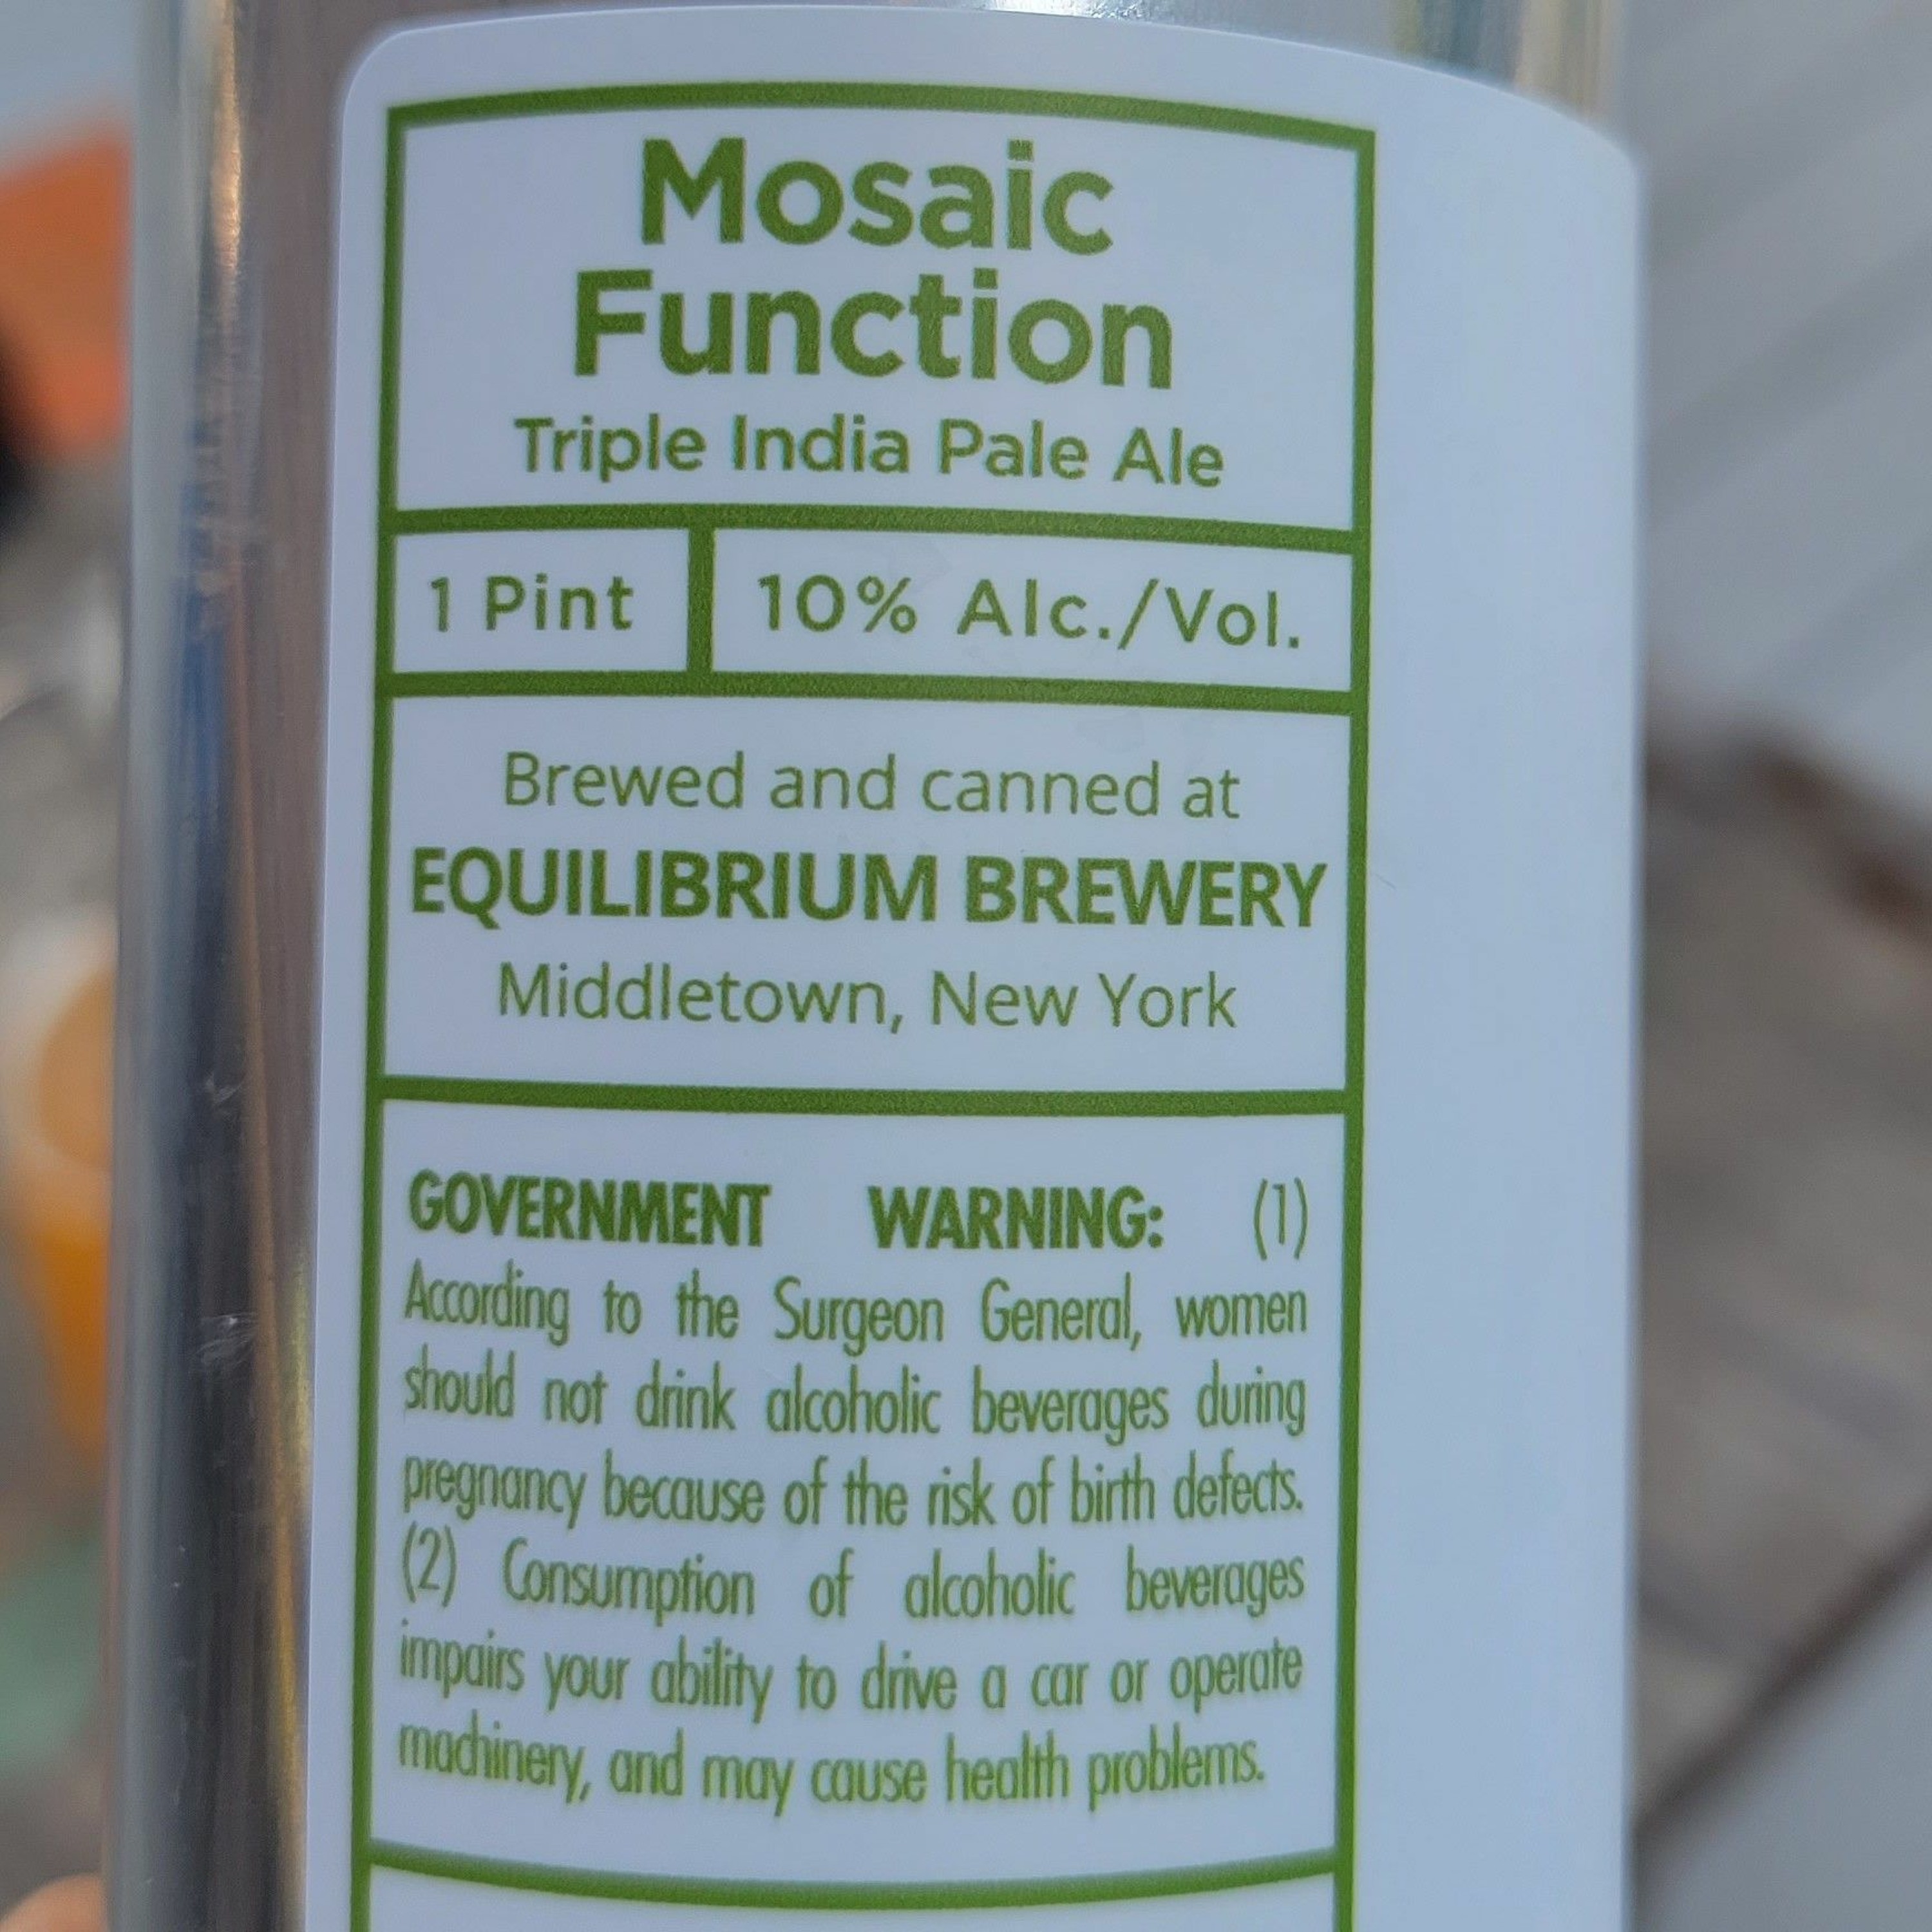 Mosaic
Function
Triple India Pale Ale
1 Pint
10% Alc./Vol.
Brewed and canned at
EQUILIBRIUM BREWERY
Middletown, New York
GOVERNMENT WARNING: (1)
According to the Surgeon General, women
should not drink alcoholic beverages during
pregnancy because of the risk of birth defects.
(2) Consumption of alcoholic beverages
impairs your ability to drive a car or operate
machinery, and may cause health problems.